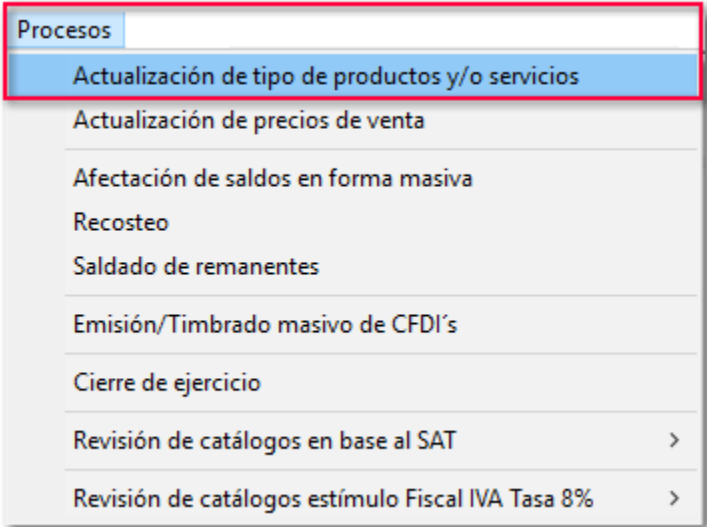 Procesos
Actualización de tipo de productos y/o servicios
Actualización de precios de venta
Afectación de saldos en forma masiva
Recosteo
Saldado de remanentes
Emisión/Timbrado masivo de CFDI´s
Cierre de ejercicio
Revisión de catálogos en base al SAT
Revisión de catálogos estímulo Fiscal IVA Tasa 8%